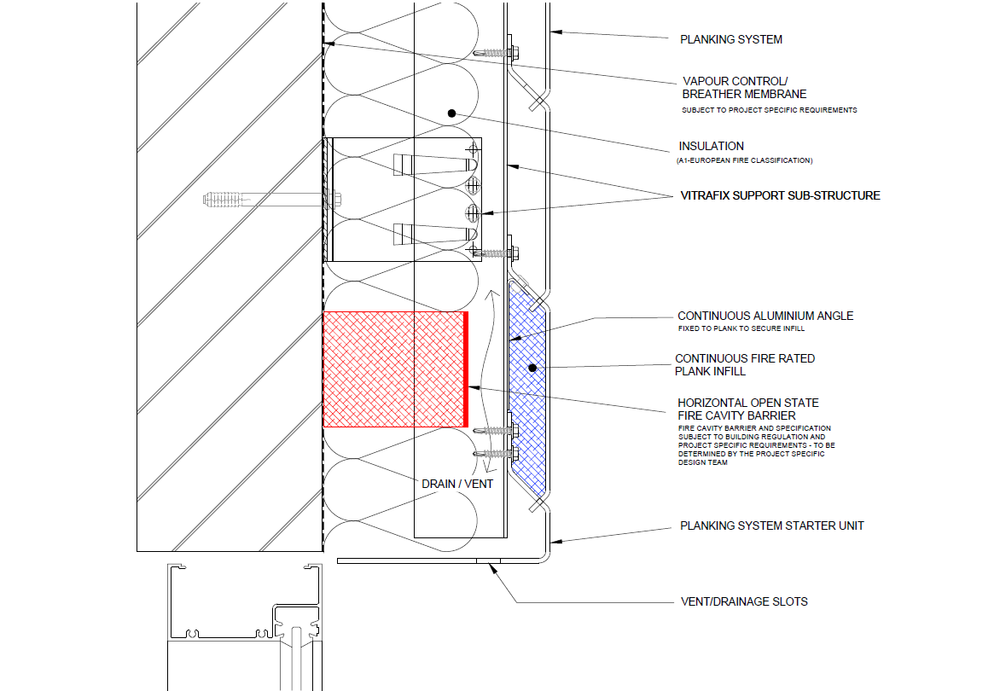 PLANKING SYSTEM
VAPOUR CONTROL/
BREATHER MEMBRANE
SUBJECT TO PROJECT SPECIFIC REQUIREMENTS
INSULATION
(A1-EUROPEAN FIRE CLASSIFICATION)
VITRAFIX SUPPORT SUB-STRUCTURE
CONTINUOUS ALUMINIUM ANGLE
FIXED TO PLANK TO SECURE INFILL
CONTINUOUS FIRE RATED
PLANK INFILL
HORIZONTAL OPEN STATE
FIRE CAVITY BARRIER
FIRE CAVITY BARRIER AND SPECIFICATION
SUBJECT TO BUILDING REGULATION AND
PROJECT SPECIFIC REQUIREMENTS - TO BE
DETERMINED BY THE PROJECT SPECIFIC
DESIGN TEAM
DRAIN / VENT
PLANKING SYSTEM STARTER UNIT
VENT/DRAINAGE SLOTS